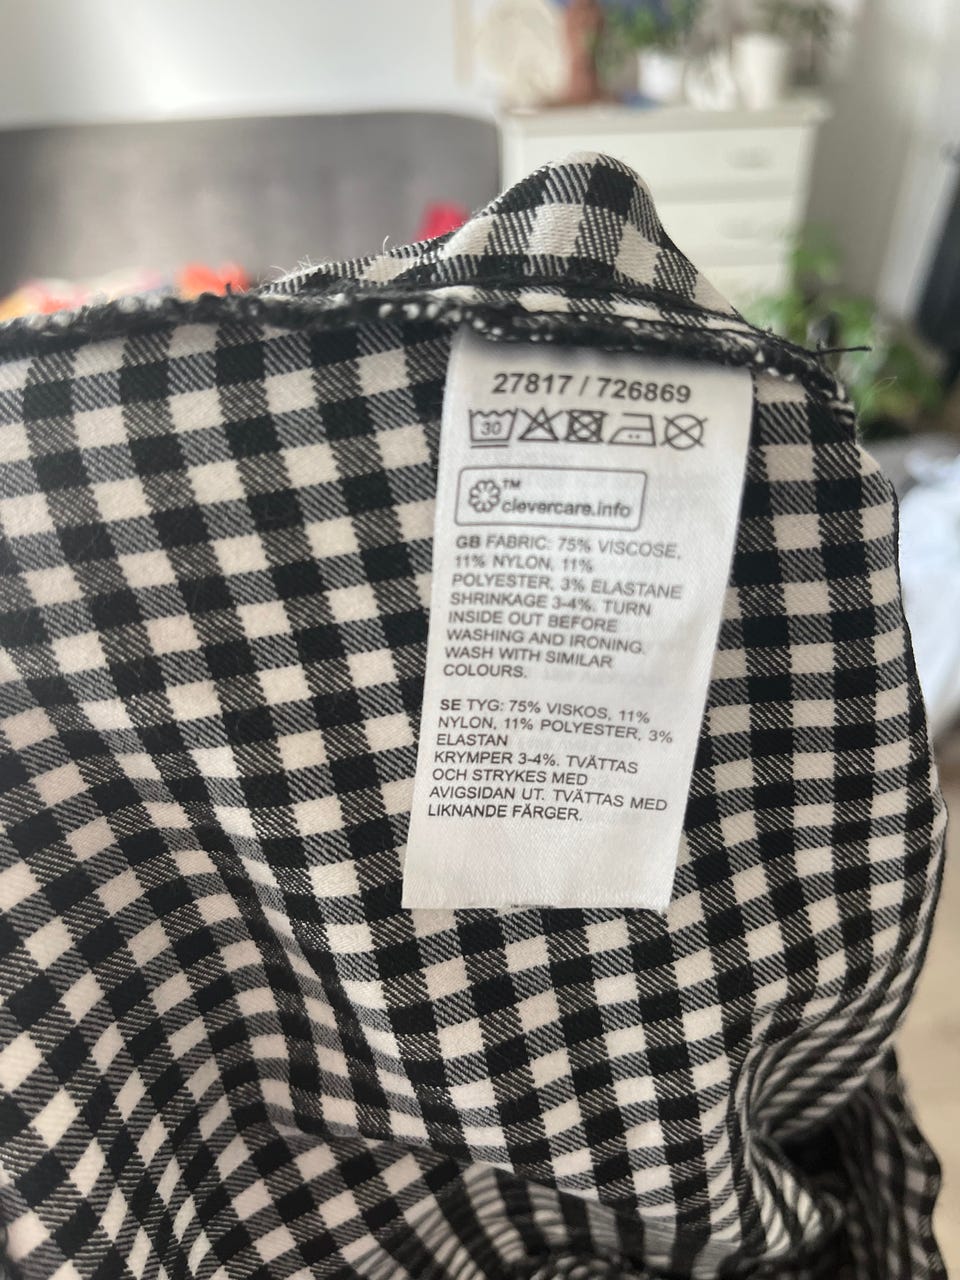 27817 / 726869
30
TM
clevercare.info
GB FABRIC: 75% VISCOSE,
11% NYLON, 11%
POLYESTER, 3% ELASTANE
SHRINKAGE 3-4%. TURN
INSIDE OUT BEFORE
WASHING AND IRONING.
WASH WITH SIMILAR
COLOURS.
SE TYG: 75% VISKOS, 11%
NYLON, 11% POLYESTER, 3%
ELASTAN
KRYMPER 3-4%. TVÄTTAS
OCH STRYKES MED
AVIGSIDAN UT. TVÄTTAS MED
LIKNANDE FÄRGER.